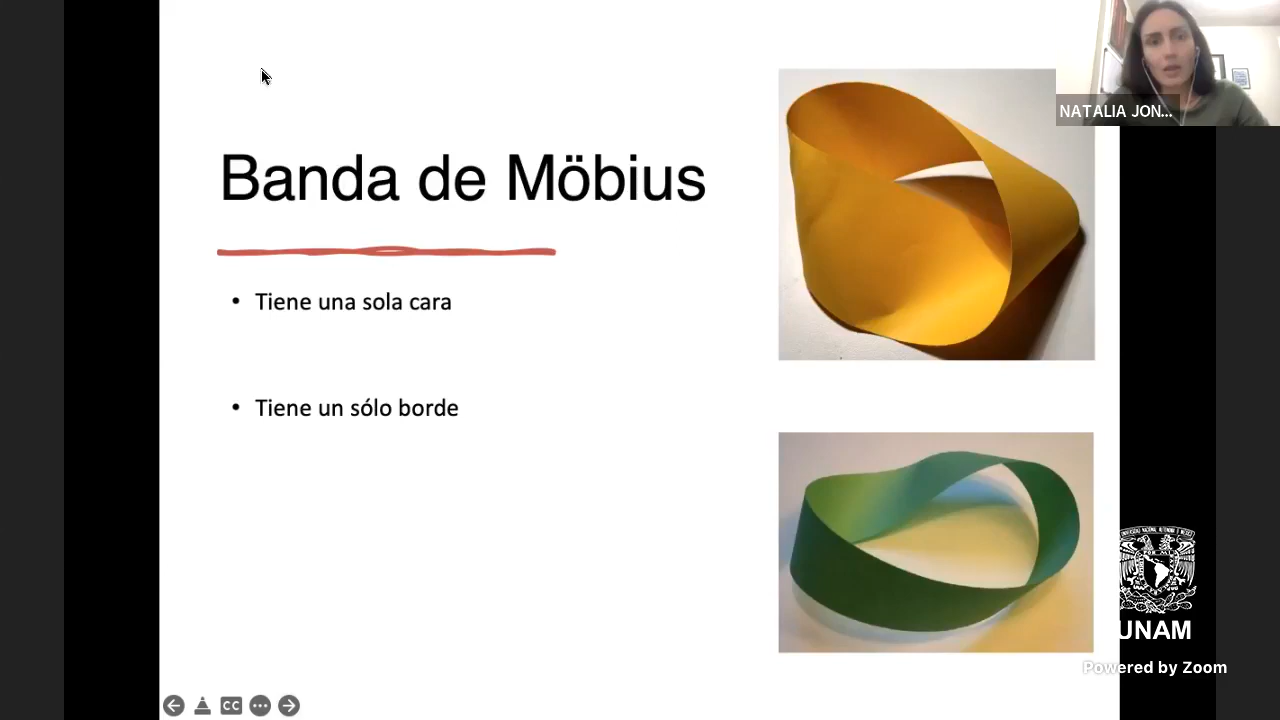 NATALIA JON...
Banda de Möbius
• Tiene una sola cara
• Tiene un sólo borde
CC
UNAM
Powered by Zoom